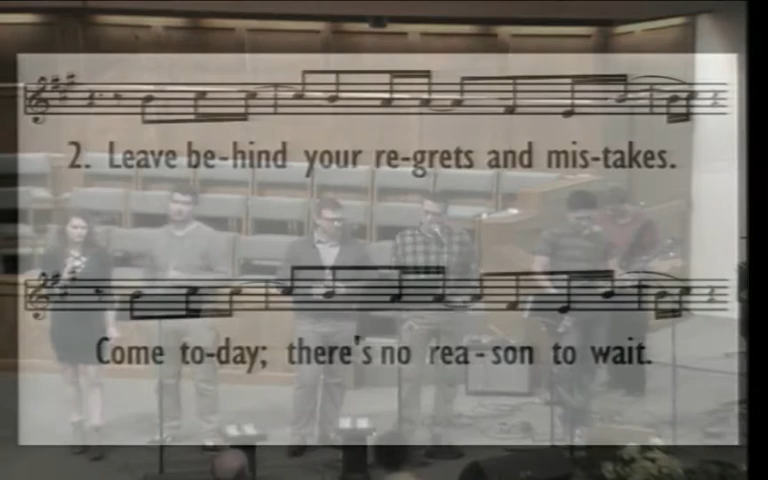 2. Leave be-hind your re-grets and mis-takes.
Come to-day; there's no rea-son to wait.